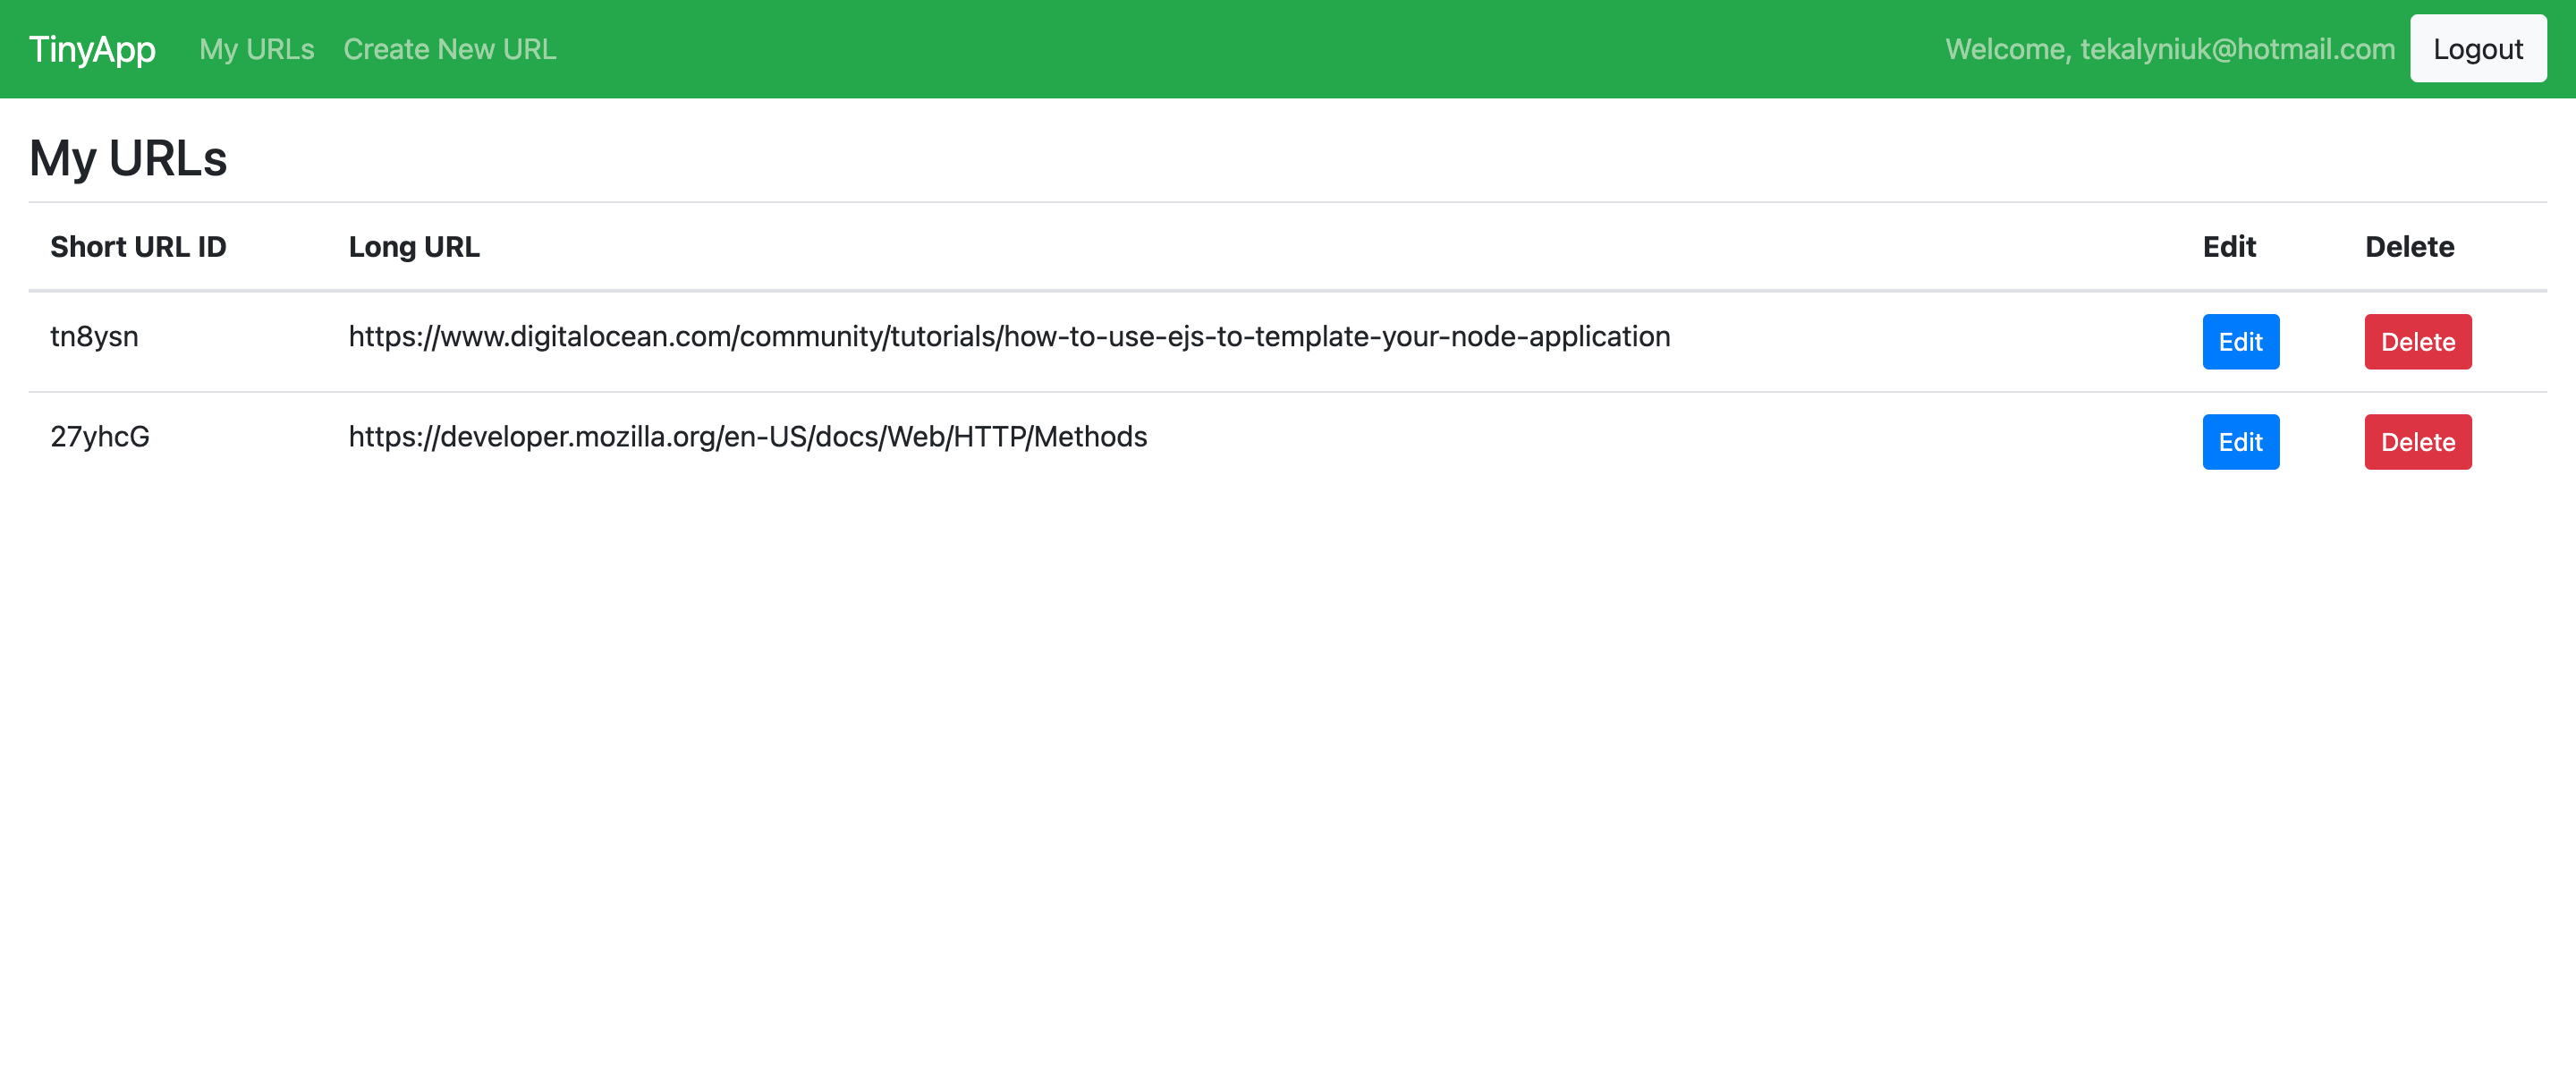 TinyApp My URLs Create New URL Welcome, tekalyniuk@hotmail.com Logout
My URLs
Short URL ID Long URL Edit Delete
tn8ysn https://www.digitalocean.com/community/tutorials/how-to-use-ejs-to-template-your-node-application Edit Delete
27yhcG https://developer.mozilla.org/en-US/docs/Web/HTTP/Methods Edit Delete